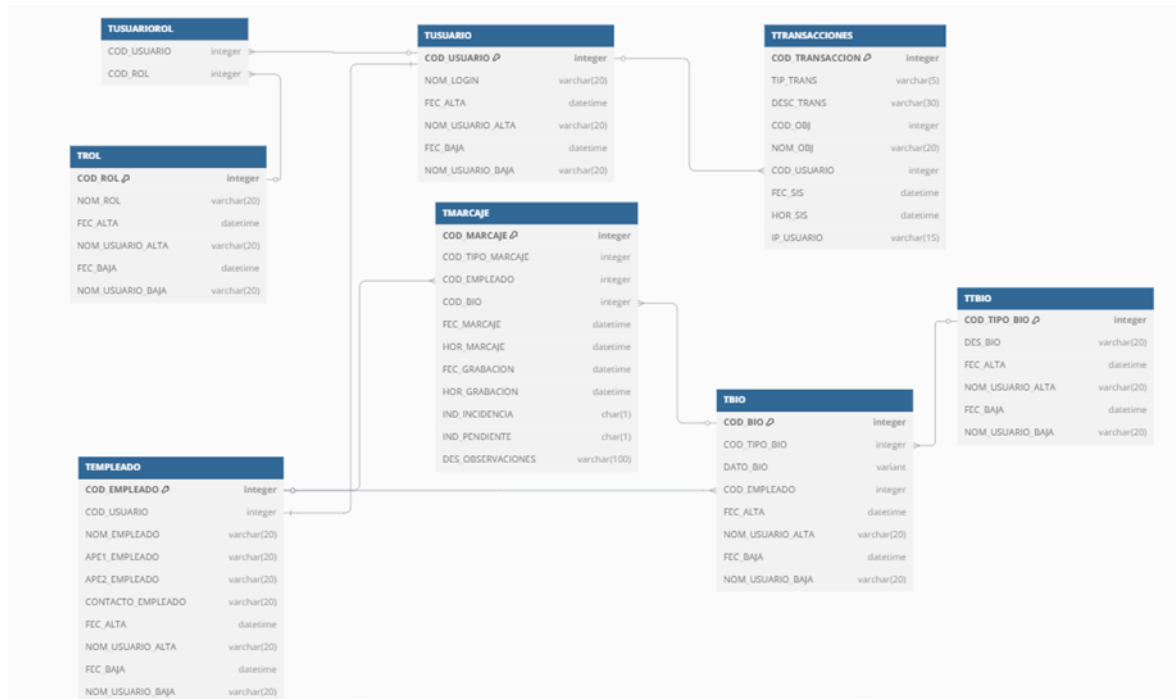 TUSUARIOROL
COD_USUARIO integer
COD_ROL integer
TUSUARIO
COD_USUARIO integer
NOM_LOGIN varchar(20)
FEC_ALTA datetime
NOM_USUARIO_ALTA varchar(20)
FEC_BAJA datetime
NOM_USUARIO_BAJA varchar(20)
TTRANSACCIONES
COD_TRANSACCION integer
TIP_TRANS varchar(5)
DESC_TRANS varchar(30)
COD_OBJ integer
NOM_OBJ varchar(20)
COD_USUARIO integer
FEC_SIS datetime
HOR_SIS datetime
IP_USUARIO varchar(15)
TROL
COD_ROL integer
NOM_ROL varchar(20)
FEC_ALTA datetime
NOM_USUARIO_ALTA varchar(20)
FEC_BAJA datetime
NOM_USUARIO_BAJA varchar(20)
TMARCAJE
COD_MARCAJE integer
COD_TIPO_MARCAJE integer
COD_EMPLEADO integer
COD_BIO integer
FEC_MARCAJE datetime
HOR_MARCAJE datetime
FEC_GRABACION datetime
HOR_GRABACION datetime
IND_INCIDENCIA char(1)
IND_PENDIENTE char(1)
DES_OBSERVACIONES varchar(100)
TTBIO
COD_TIPO_BIO integer
DES_BIO varchar(20)
FEC_ALTA datetime
NOM_USUARIO_ALTA varchar(20)
FEC_BAJA datetime
NOM_USUARIO_BAJA varchar(20)
TBIO
COD_BIO integer
COD_TIPO_BIO integer
DATO_BIO variant
COD_EMPLEADO integer
FEC_ALTA datetime
NOM_USUARIO_ALTA varchar(20)
FEC_BAJA datetime
NOM_USUARIO_BAJA varchar(20)
TEMPLEADO
COD_EMPLEADO integer
COD_USUARIO integer
NOM_EMPLEADO varchar(20)
APE1_EMPLEADO varchar(20)
APE2_EMPLEADO varchar(20)
CONTACTO_EMPLEADO varchar(20)
FEC_ALTA datetime
NOM_USUARIO_ALTA varchar(20)
FEC_BAJA datetime
NOM_USUARIO_BAJA varchar(20)